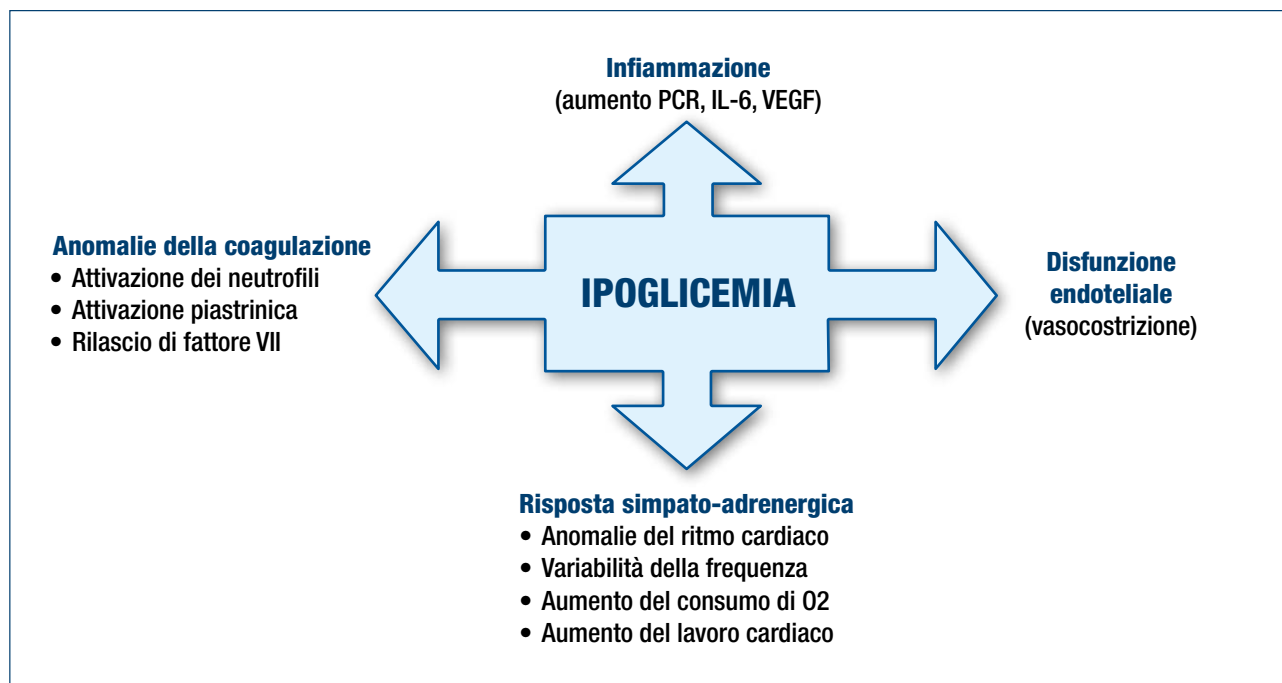 Infiammazione
(aumento PCR, IL-6, VEGF)
Anomalie della coagulazione
• Attivazione dei neutrofili
• Attivazione piastrinica
• Rilascio di fattore VII
IPOGLICEMIA
Disfunzione
endoteliale
(vasocostrizione)
Risposta simpato-adrenergica
• Anomalie del ritmo cardiaco
• Variabilità della frequenza
• Aumento del consumo di O2
• Aumento del lavoro cardiaco